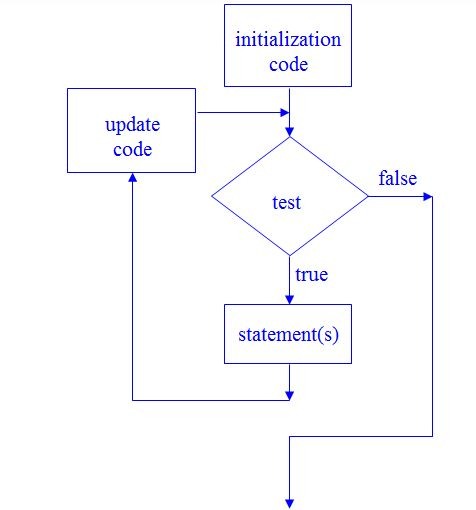 initialization
code
update
code
test
false
true
statement(s)